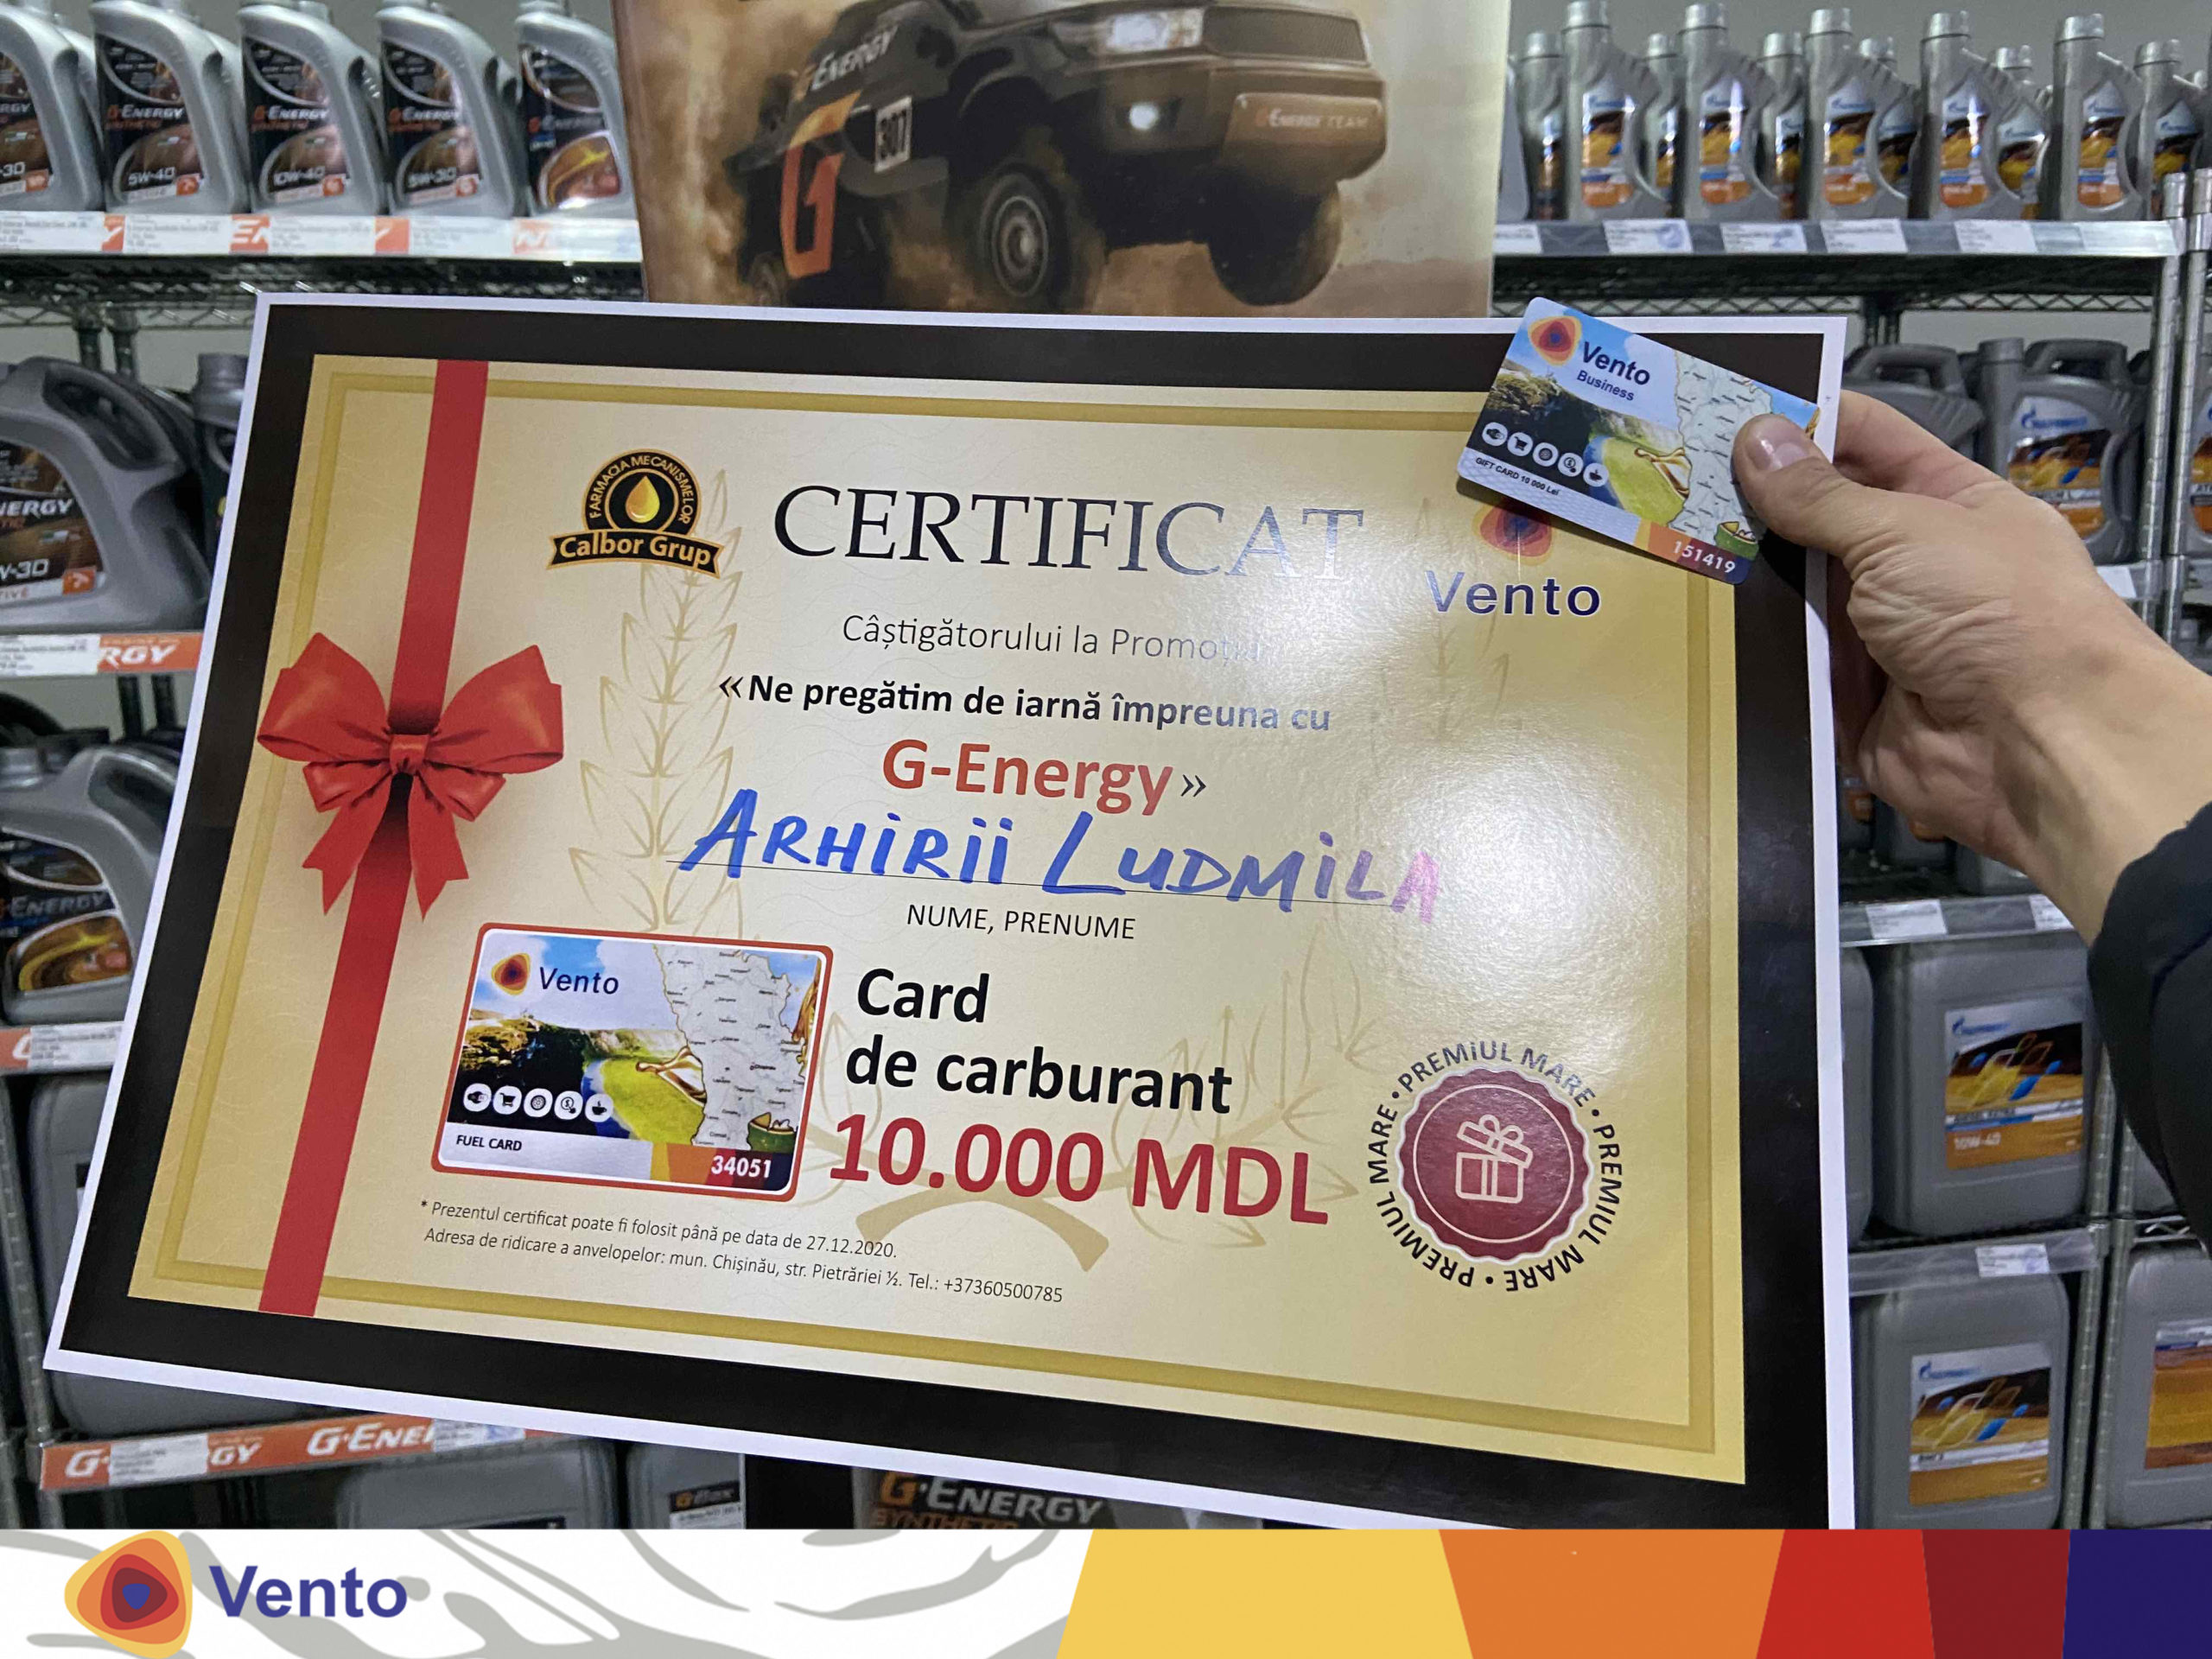 G-ENERGY
307
G-ENERGY TEAM
G-ENERGY
5W-40
G-ENERGY
10W-40
G-ENERGY
5W-30
Vento
Business
GIFT CARD 10 000 Lei
151419
FARMACIA MECANISMELOR
Calbor Grup
CERTIFICAT
Vento
Câștigătorului la
«Ne pregătim de iarnă împreuna cu
G-Energy»
ARHIRII LUDMILA
NUME, PRENUME
Vento
FUEL CARD
34051
Card
de carburant
10.000 MDL
PREMIUL MARE • PREMIUL MARE • PREMIUL MARE •
* Prezentul certificat poate fi folosit până pe data de 27.12.2020.
Adresa de ridicare a anvelopelor: mun. Chișinău, str. Pietrăriei ½. Tel.: +37360500785
10W-40
G-ENERGY
Vento